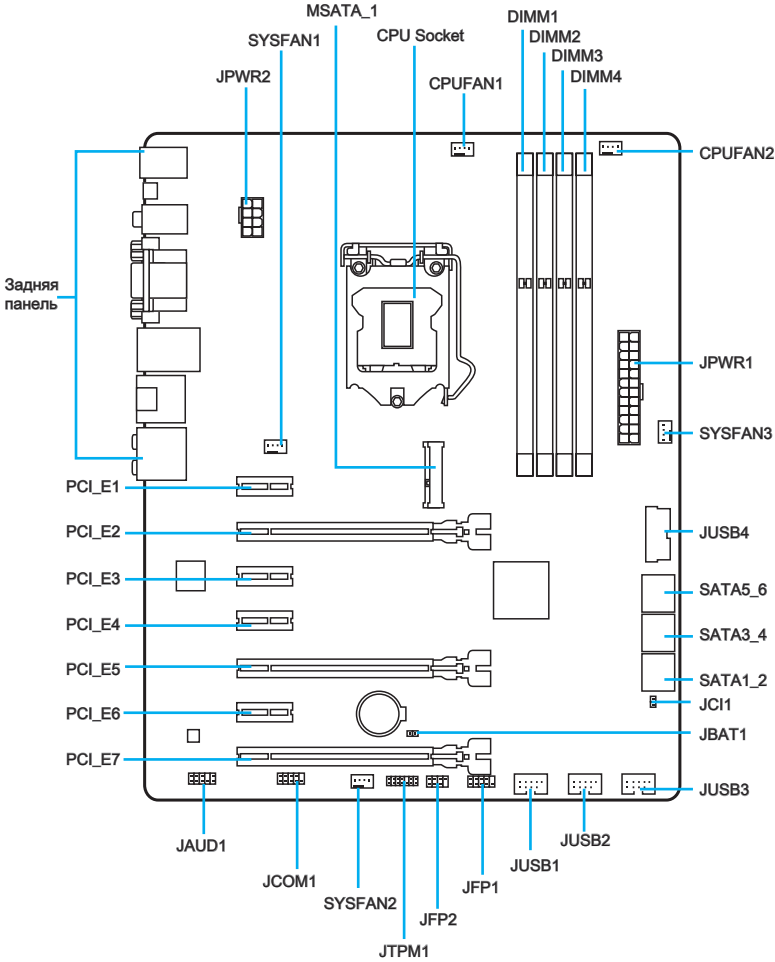 MSATA_1
DIMM1
DIMM2
DIMM3
DIMM4
SYSFAN1
CPU Socket
JPWR2
CPUFAN1
CPUFAN2
Задняя
панель
JPWR1
SYSFAN3
PCI_E1
PCI_E2
JUSB4
PCI_E3
SATA5_6
PCI_E4
SATA3_4
PCI_E5
SATA1_2
JCI1
PCI_E6
JBAT1
PCI_E7
JUSB3
JAUD1
JUSB2
JUSB1
JCOM1
JFP1
SYSFAN2
JFP2
JTPM1